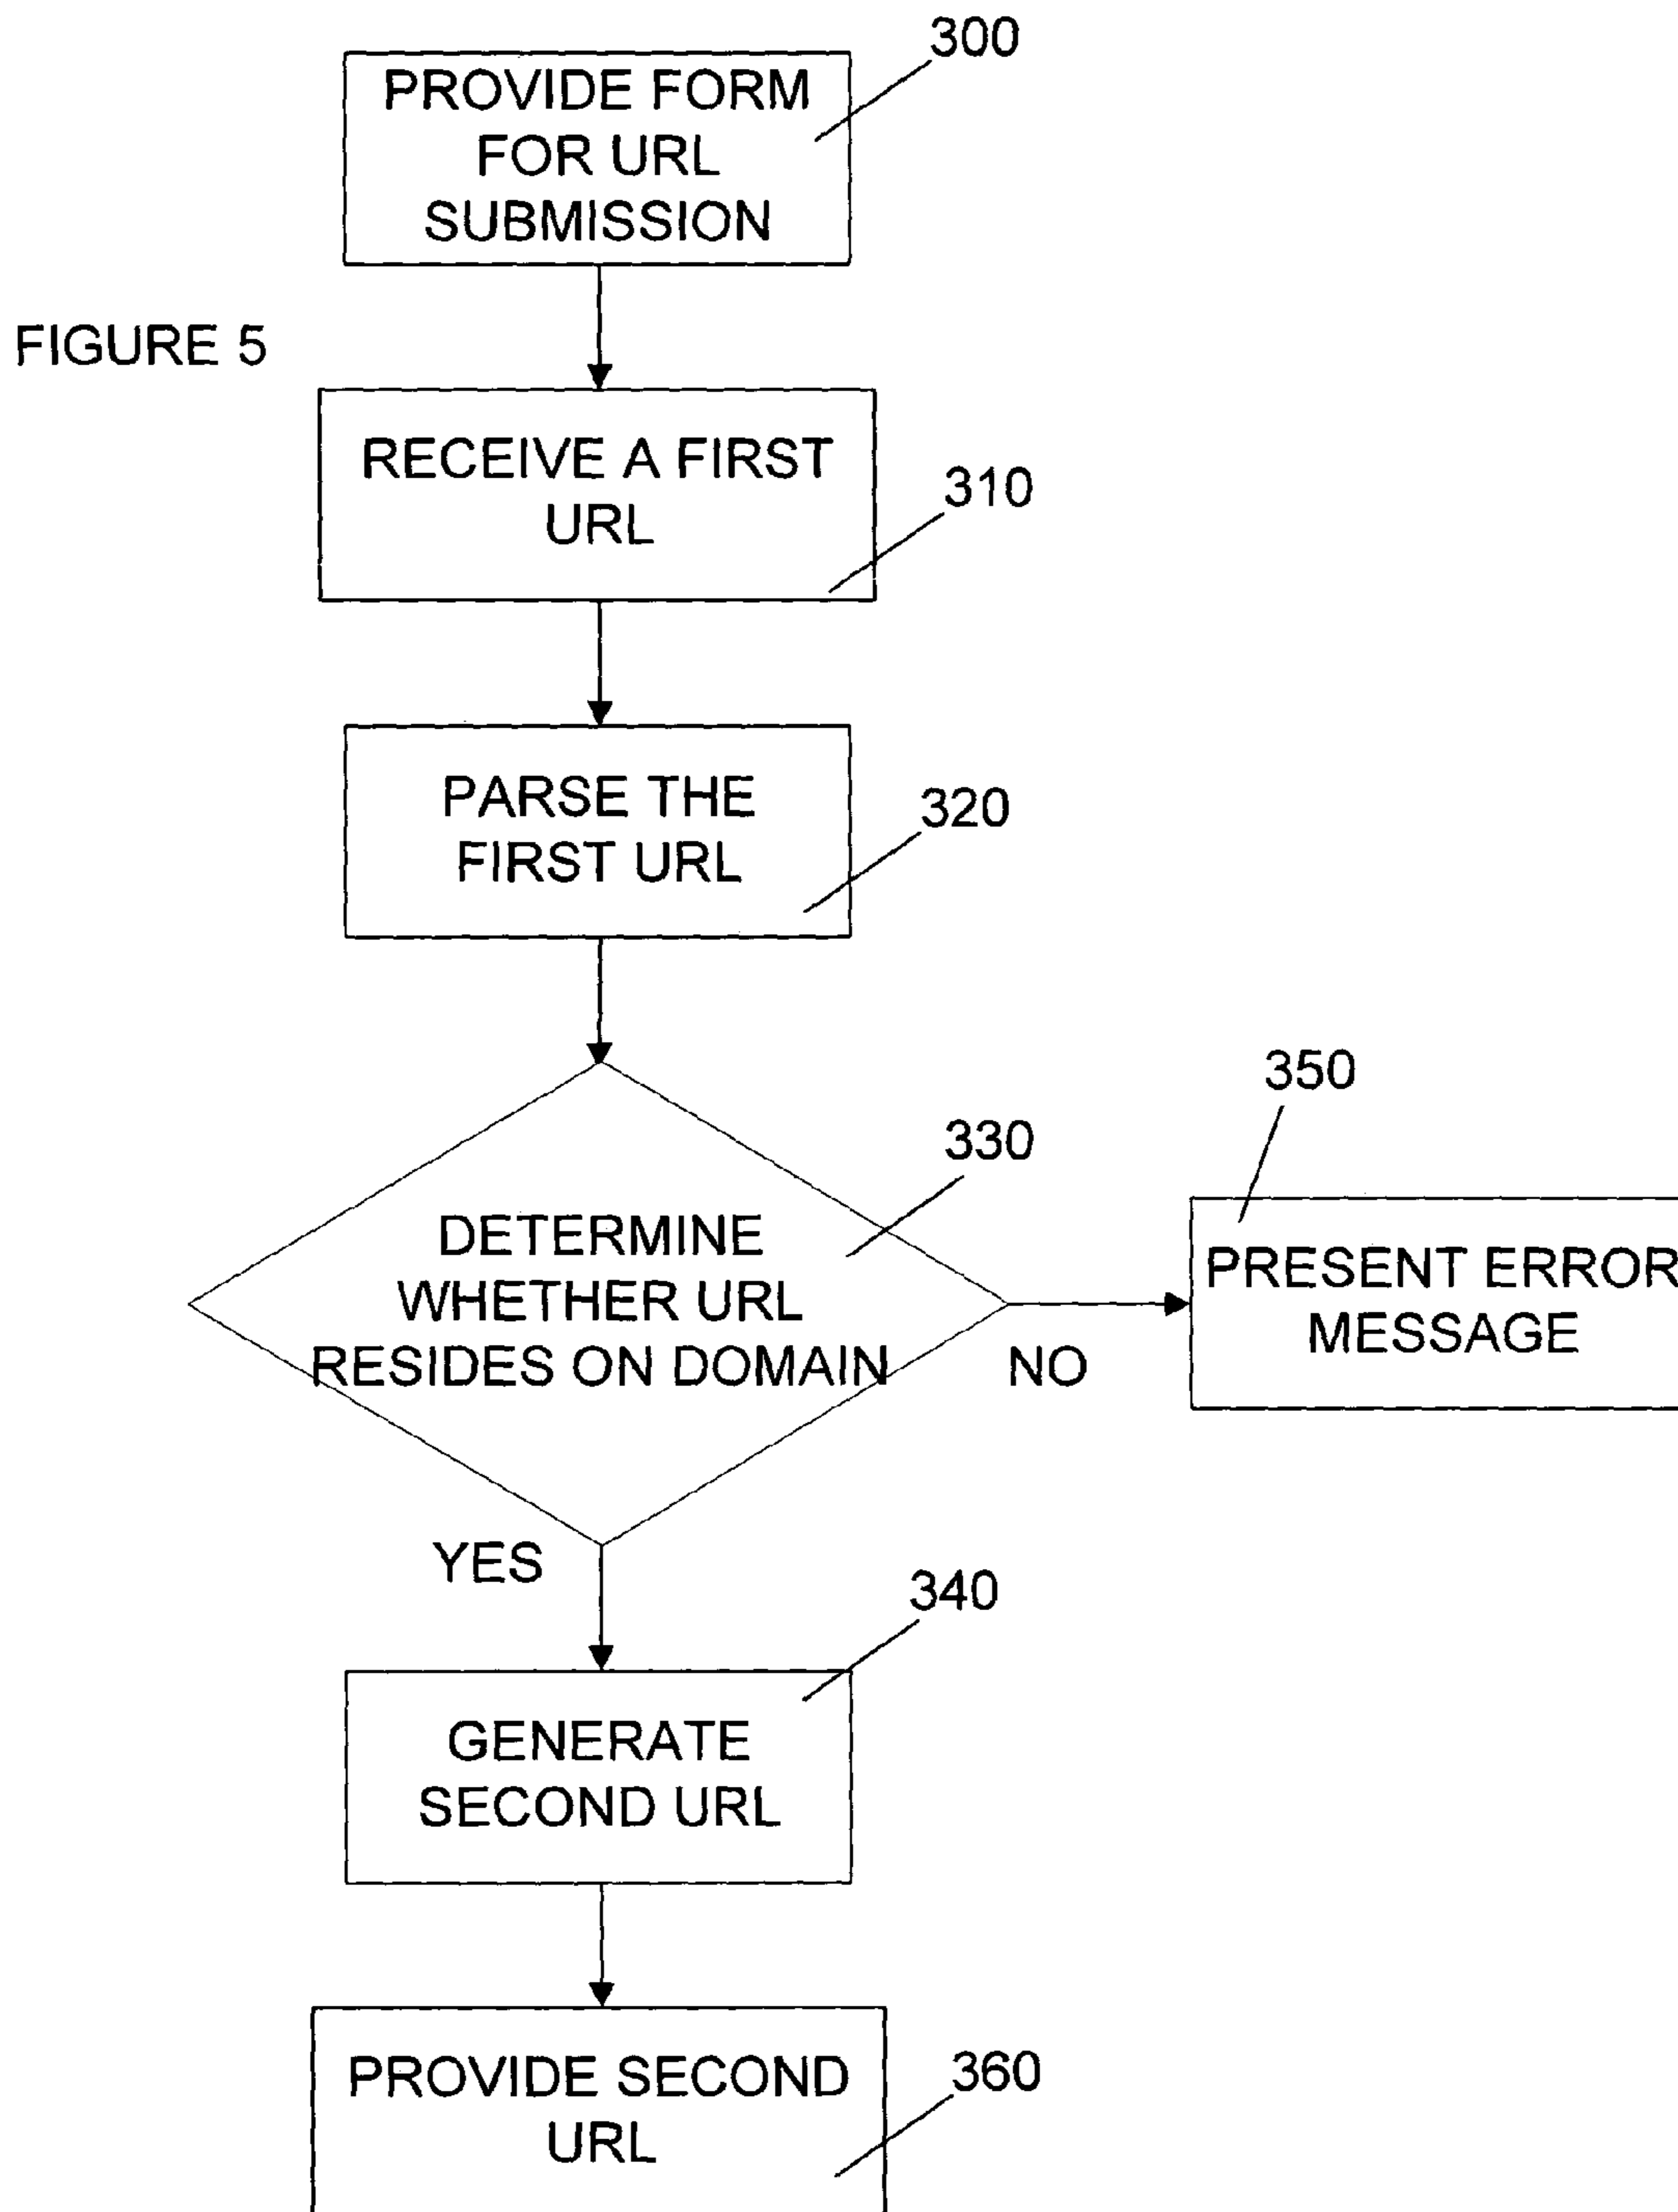 300
PROVIDE FORM
FOR URL
SUBMISSION
FIGURE 5
RECEIVE A FIRST
URL
310
PARSE THE
FIRST URL
320
350
330
DETERMINE
WHETHER URL
RESIDES ON DOMAIN
NO
PRESENT ERROR
MESSAGE
YES
340
GENERATE
SECOND URL
PROVIDE SECOND
URL
360